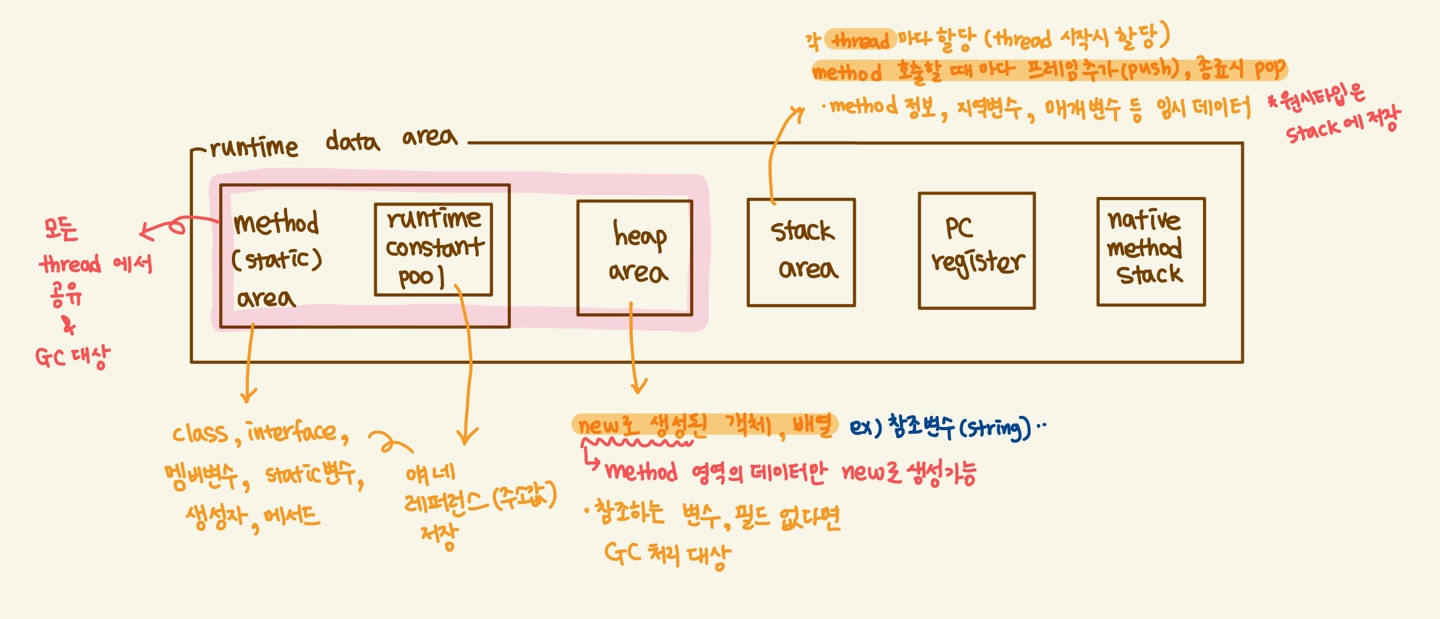 각 thread 마다 할당 (thread 시작시 할당)
method 호출할 때 마다 프레임추가(push), 종료시 pop
· method 정보, 지역변수, 매개변수 등 임시 데이터
*원시타입은
stack에 저장
runtime data area
method
(static)
area
runtime
constant
pool
heap
area
stack
area
PC
register
native
method
stack
모든
thread 에서
공유
&
GC 대상
class, interface,
멤버변수, static변수,
생성자, 메서드
얘네
레퍼런스 (주소값)
저장
new로 생성된 객체, 배열 ex) 참조변수(string)··
method 영역의 데이터만 new로 생성가능
· 참조하는 변수, 필드 없다면
GC 처리 대상